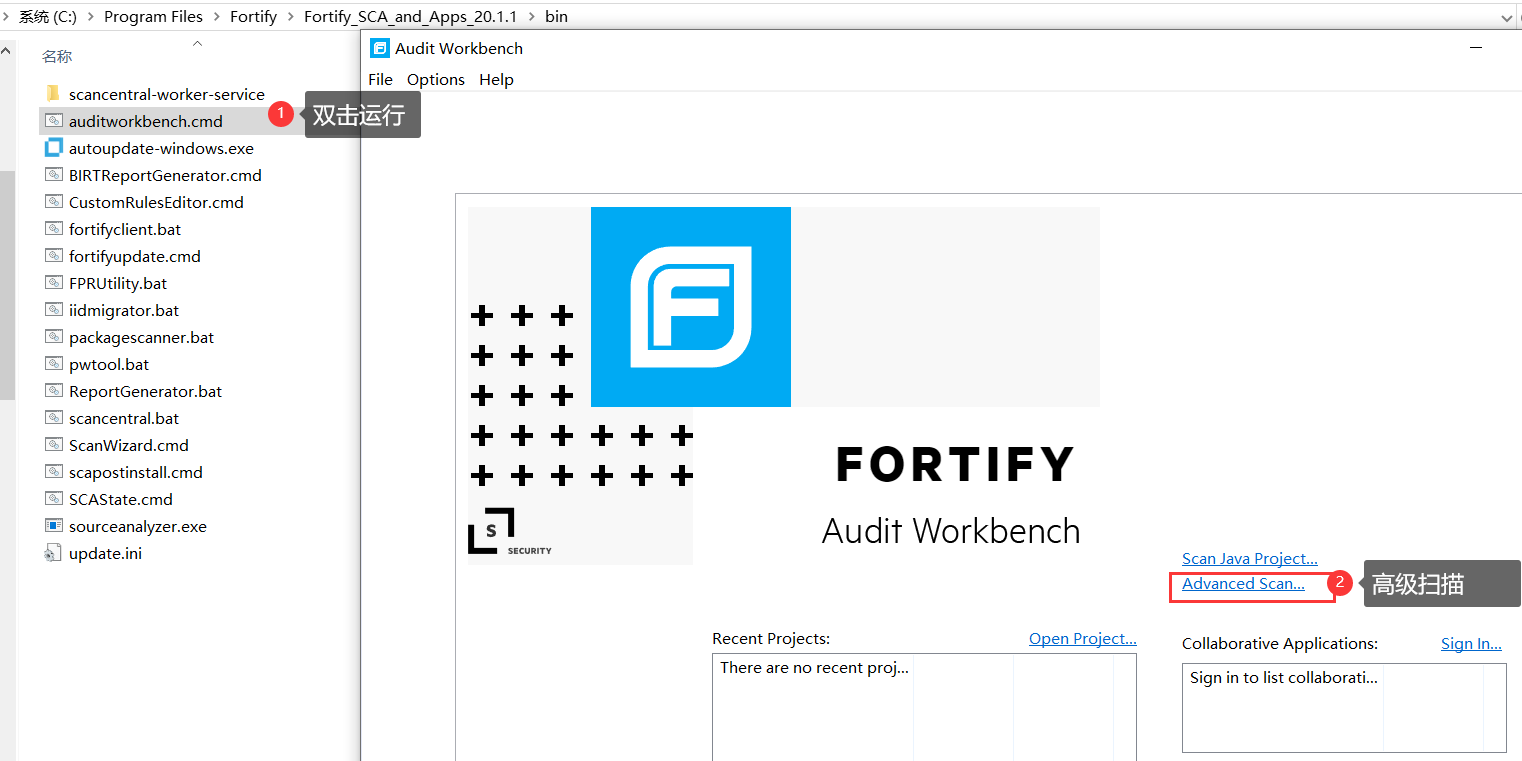 系统 (C:) > Program Files > Fortify > Fortify_SCA_and_Apps_20.1.1 > bin
名称
scancentral-worker-service
auditworkbench.cmd
1 双击运行
autoupdate-windows.exe
BIRTReportGenerator.cmd
CustomRulesEditor.cmd
fortifyclient.bat
fortifyupdate.cmd
FPRUtility.bat
iidmigrator.bat
packagescanner.bat
pwtool.bat
ReportGenerator.bat
scancentral.bat
ScanWizard.cmd
scapostinstall.cmd
SCAState.cmd
sourceanalyzer.exe
update.ini
Audit Workbench
File Options Help
F
S
SECURITY
FORTIFY
Audit Workbench
Scan Java Project...
Advanced Scan...
2 高级扫描
Recent Projects: Open Project...
There are no recent proj...
Collaborative Applications: Sign In...
Sign in to list collaborati...